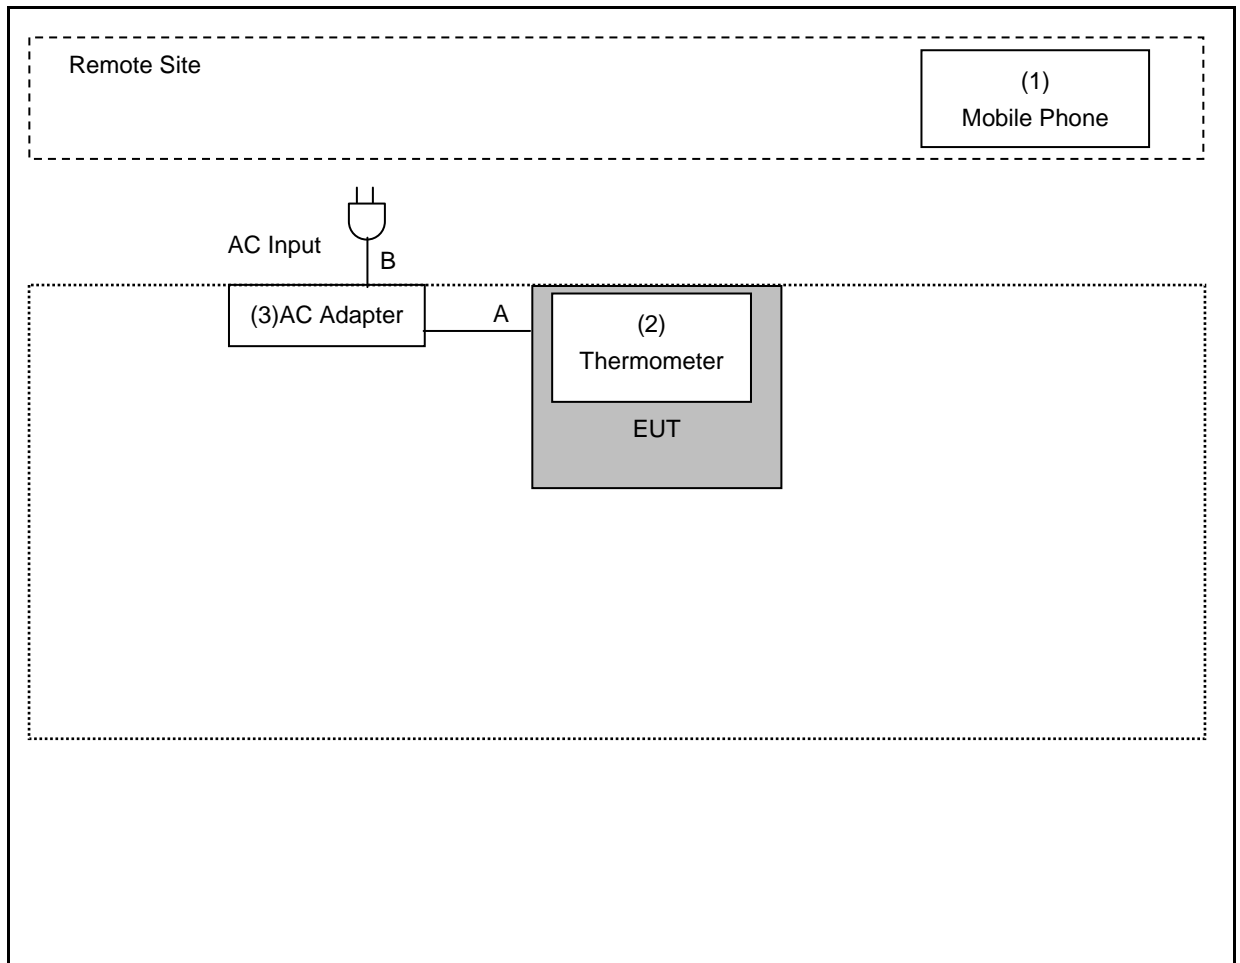 Remote Site
(1)
Mobile Phone
AC Input
B
(3)AC Adapter
A
(2)
Thermometer
EUT